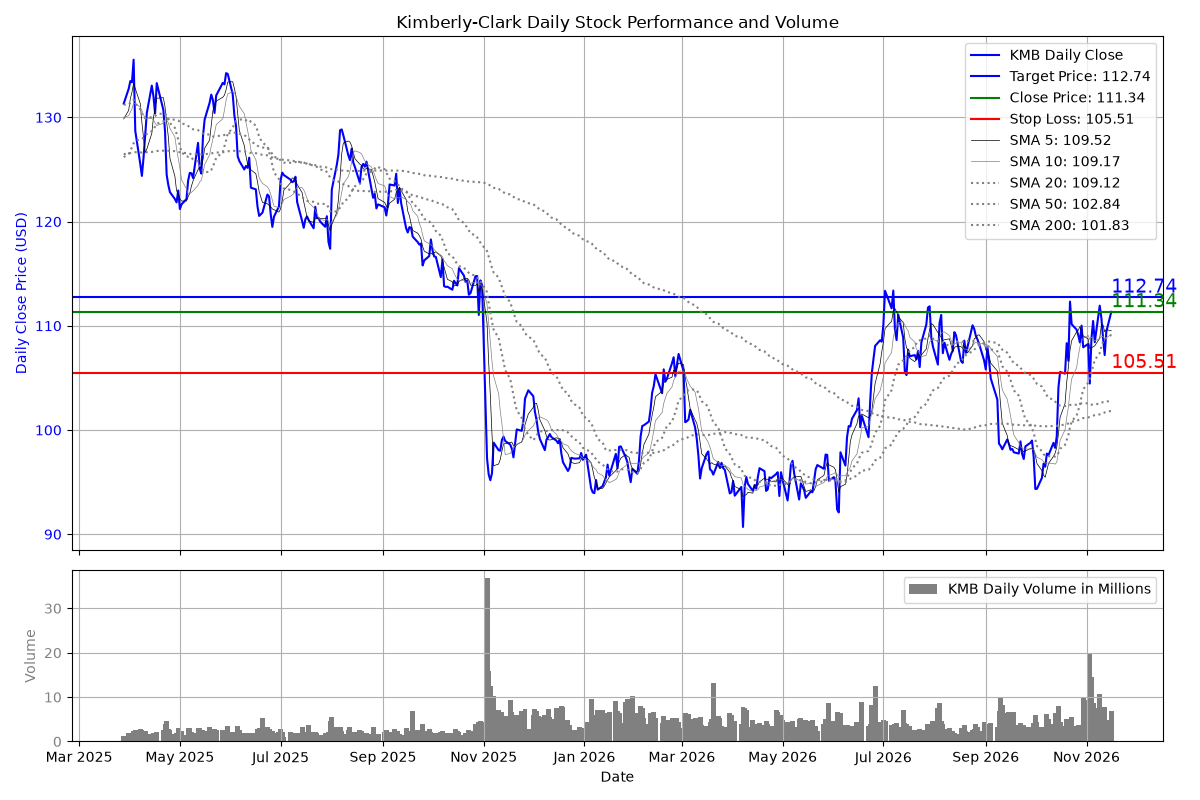 Kimberly-Clark Daily Stock Performance and Volume
KMB Daily Close
Target Price: 112.74
Close Price: 111.34
Stop Loss: 105.51
SMA 5: 109.52
SMA 10: 109.17
SMA 20: 109.12
SMA 50: 102.84
SMA 200: 101.83
Daily Close Price (USD)
130
120
110
100
90
112.74
111.34
105.51
KMB Daily Volume in Millions
Volume
30
20
10
0
Mar 2025
May 2025
Jul 2025
Sep 2025
Nov 2025
Jan 2026
Mar 2026
May 2026
Jul 2026
Sep 2026
Nov 2026
Date